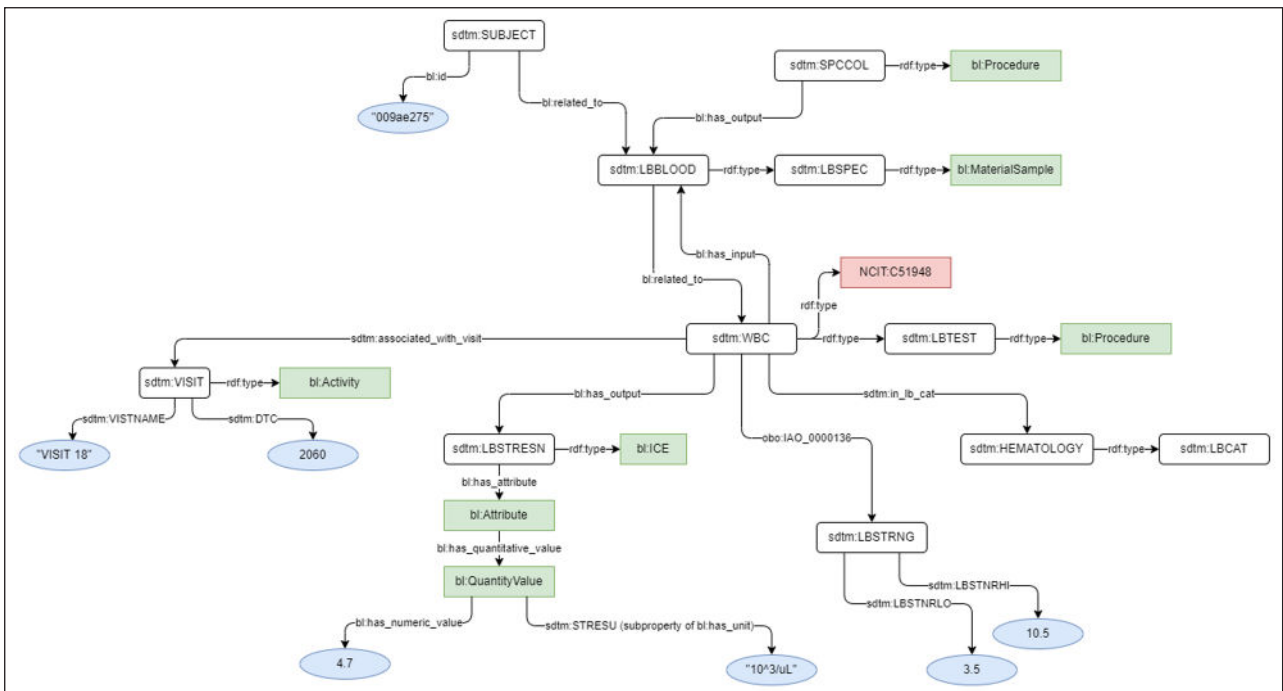 sdtm:SUBJECT
bl:id
"009ae275"
bl:related_to
sdtm:SPCCOL
rdf:type
bl:Procedure
bl:has_output
sdtm:LBBLOOD
rdf:type
sdtm:LBSPEC
rdf:type
bl:MaterialSample
bl:has_input
bl:related_to
NCIT:C51948
rdf:type
sdtm:WBC
rdf:type
sdtm:LBTEST
rdf:type
bl:Procedure
sdtm:associated_with_visit
sdtm:VISIT
rdf:type
bl:Activity
sdtm:VISTNAME
sdtm:DTC
"VISIT 18"
2060
bl:has_output
sdtm:LBSTRESN
rdf:type
bl:ICE
bl:has_attribute
bl:Attribute
bl:has_quantitative_value
bl:QuantityValue
bl:has_numeric_value
sdtm:STRESU (subproperty of bl:has_unit)
4.7
"10^3/uL"
sdtm:in_lb_cat
obo:IAO_0000136
sdtm:HEMATOLOGY
rdf:type
sdtm:LBCAT
sdtm:LBSTRNG
sdtm:LBSTNRHI
sdtm:LBSTNRLO
10.5
3.5